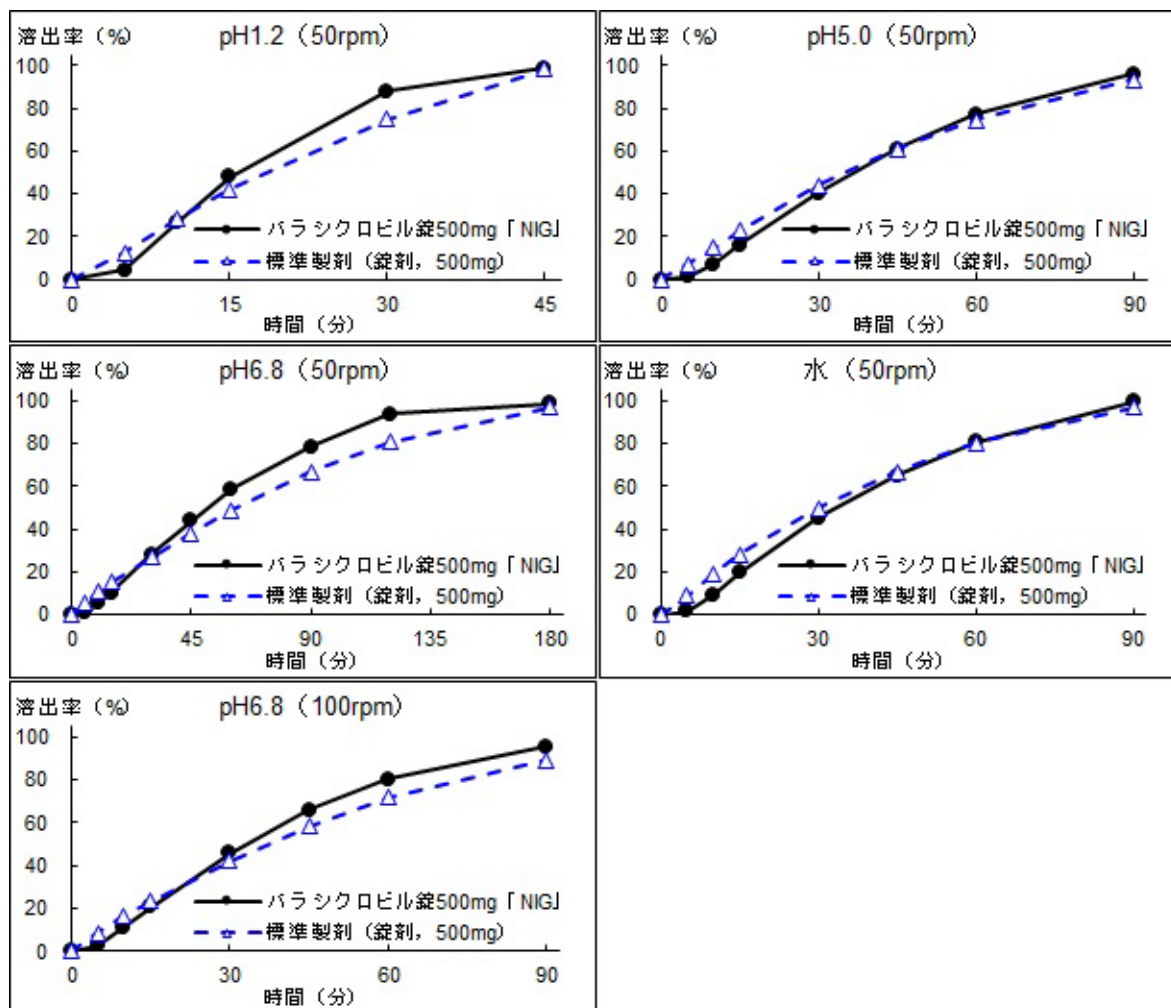 溶出率（%） pH1.2（50rpm）
100
80
60
40
20
0
バラシクロビル錠500mg「NIG」
標準製剤（錠剤，500mg）
0 15 30 45
時間（分）
溶出率（%） pH5.0（50rpm）
100
80
60
40
20
0
バラシクロビル錠500mg「NIG」
標準製剤（錠剤，500mg）
0 30 60 90
時間（分）
溶出率（%） pH6.8（50rpm）
100
80
60
40
20
0
バラシクロビル錠500mg「NIG」
標準製剤（錠剤，500mg）
0 45 90 135 180
時間（分）
溶出率（%） 水（50rpm）
100
80
60
40
20
0
バラシクロビル錠500mg「NIG」
標準製剤（錠剤，500mg）
0 30 60 90
時間（分）
溶出率（%） pH6.8（100rpm）
100
80
60
40
20
0
バラシクロビル錠500mg「NIG」
標準製剤（錠剤，500mg）
0 30 60 90
時間（分）